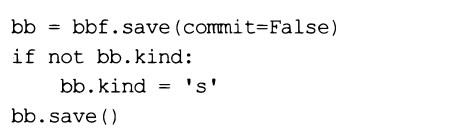 bb = bbf.save(commit=False)
if not bb.kind:
    bb.kind = 's'
bb.save()